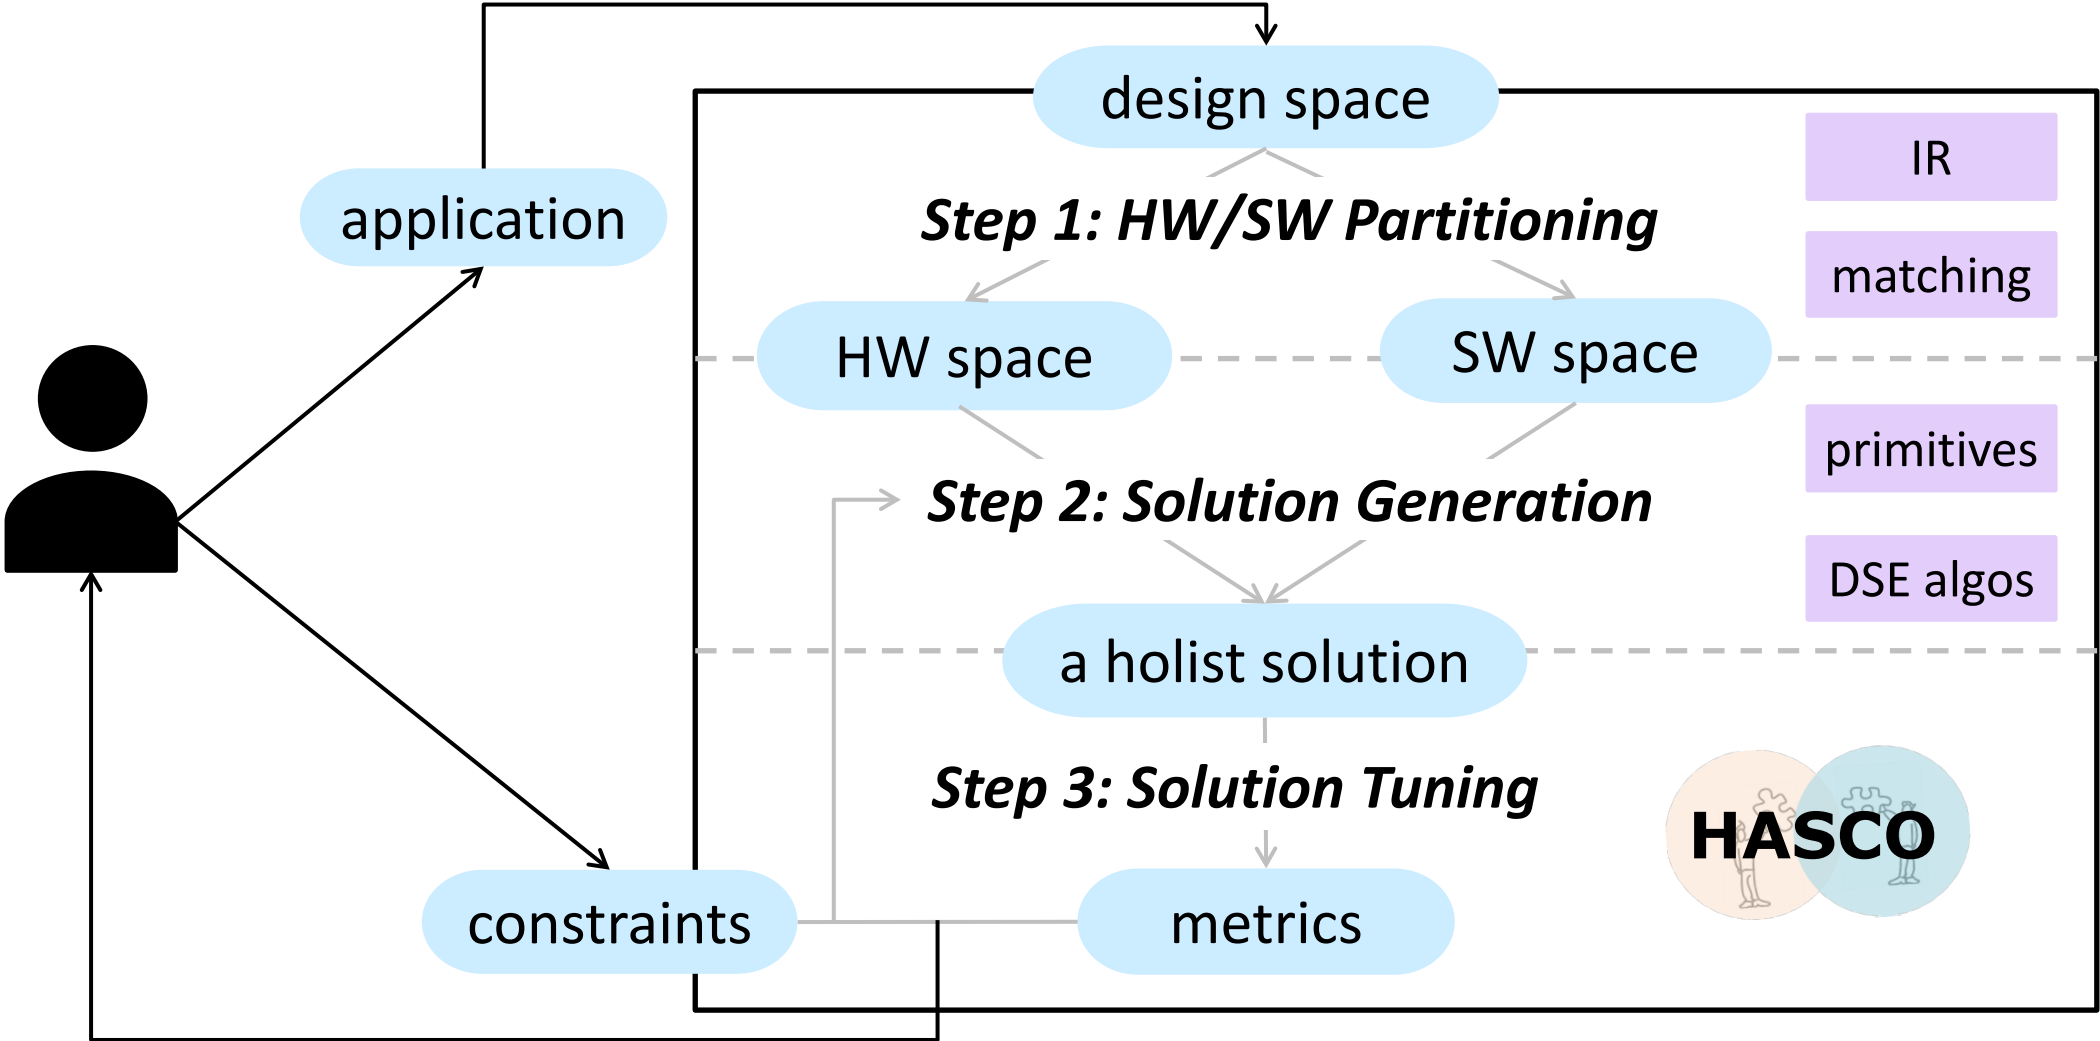 design space
IR
application
Step 1: HW/SW Partitioning
matching
HW space
SW space
primitives
Step 2: Solution Generation
DSE algos
a holist solution
Step 3: Solution Tuning
HASCO
constraints
metrics